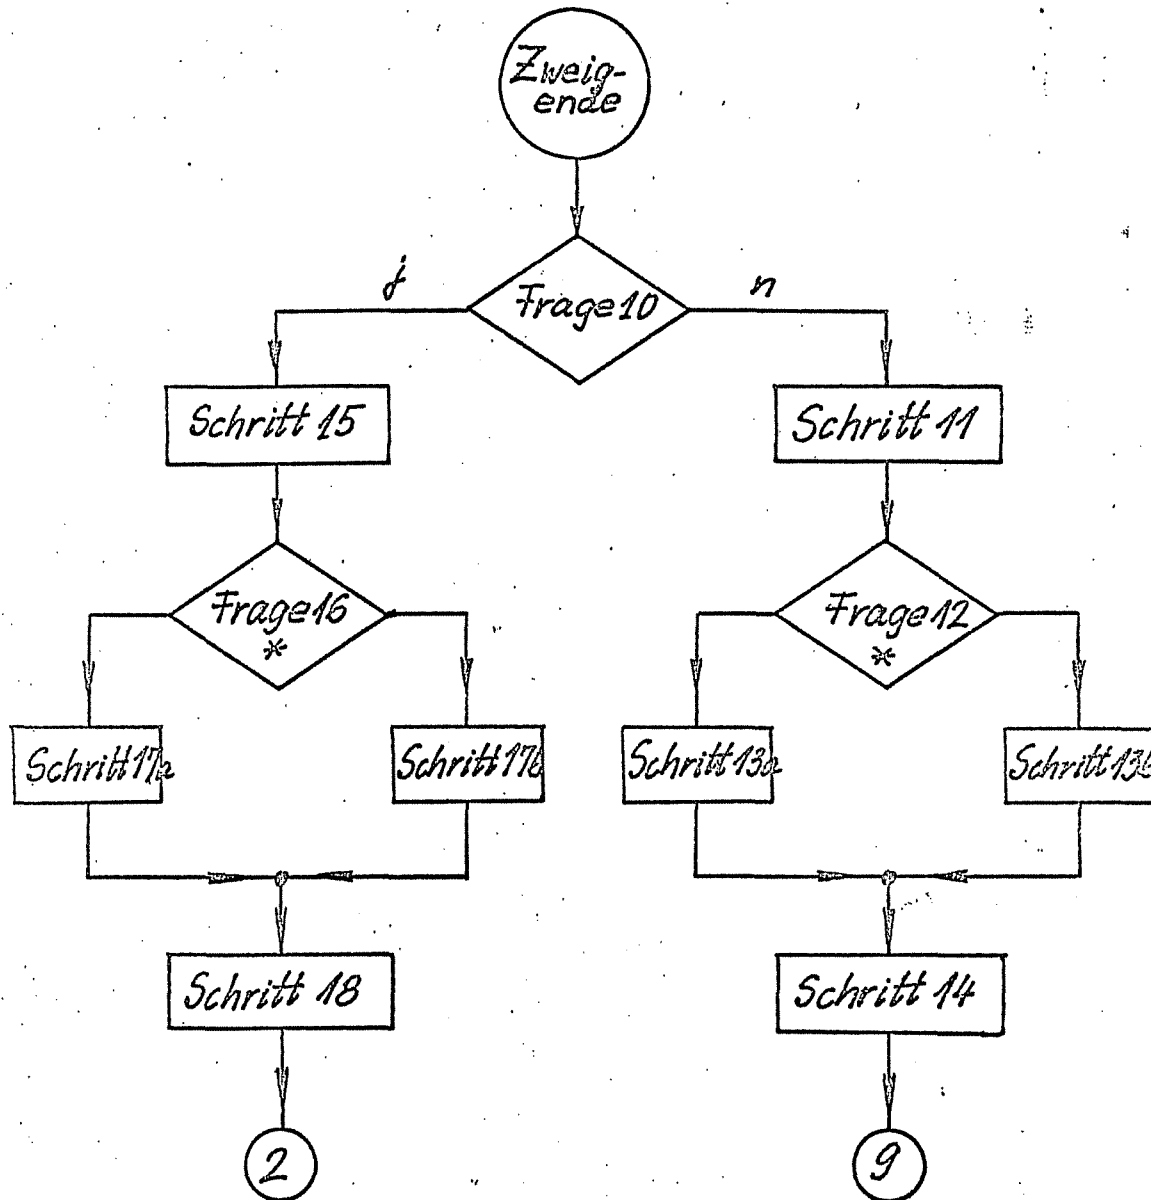 Zweig-
ende
j
n
Frage 10
Schritt 15
Schritt 11
Frage 16
*
Frage 12
*
Schritt 17a
Schritt 17b
Schritt 13a
Schritt 13b
Schritt 18
Schritt 14
2
9